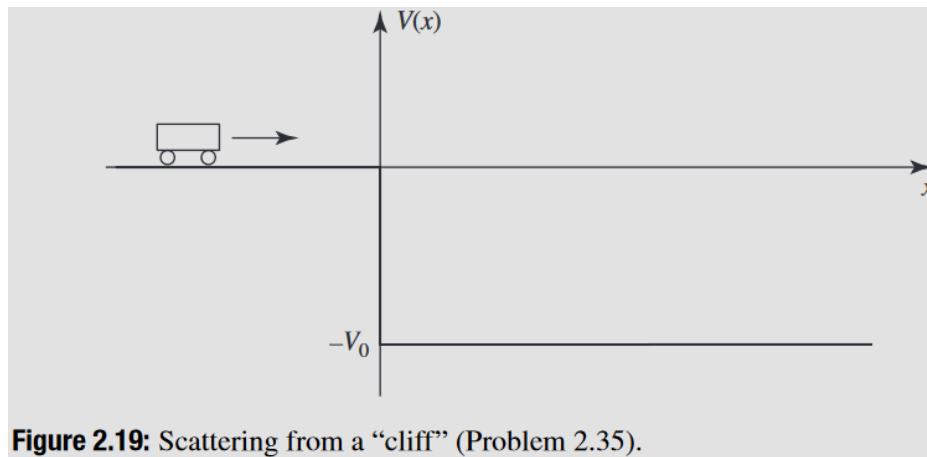 V(x)
x
–V₀
Figure 2.19: Scattering from a “cliff” (Problem 2.35).